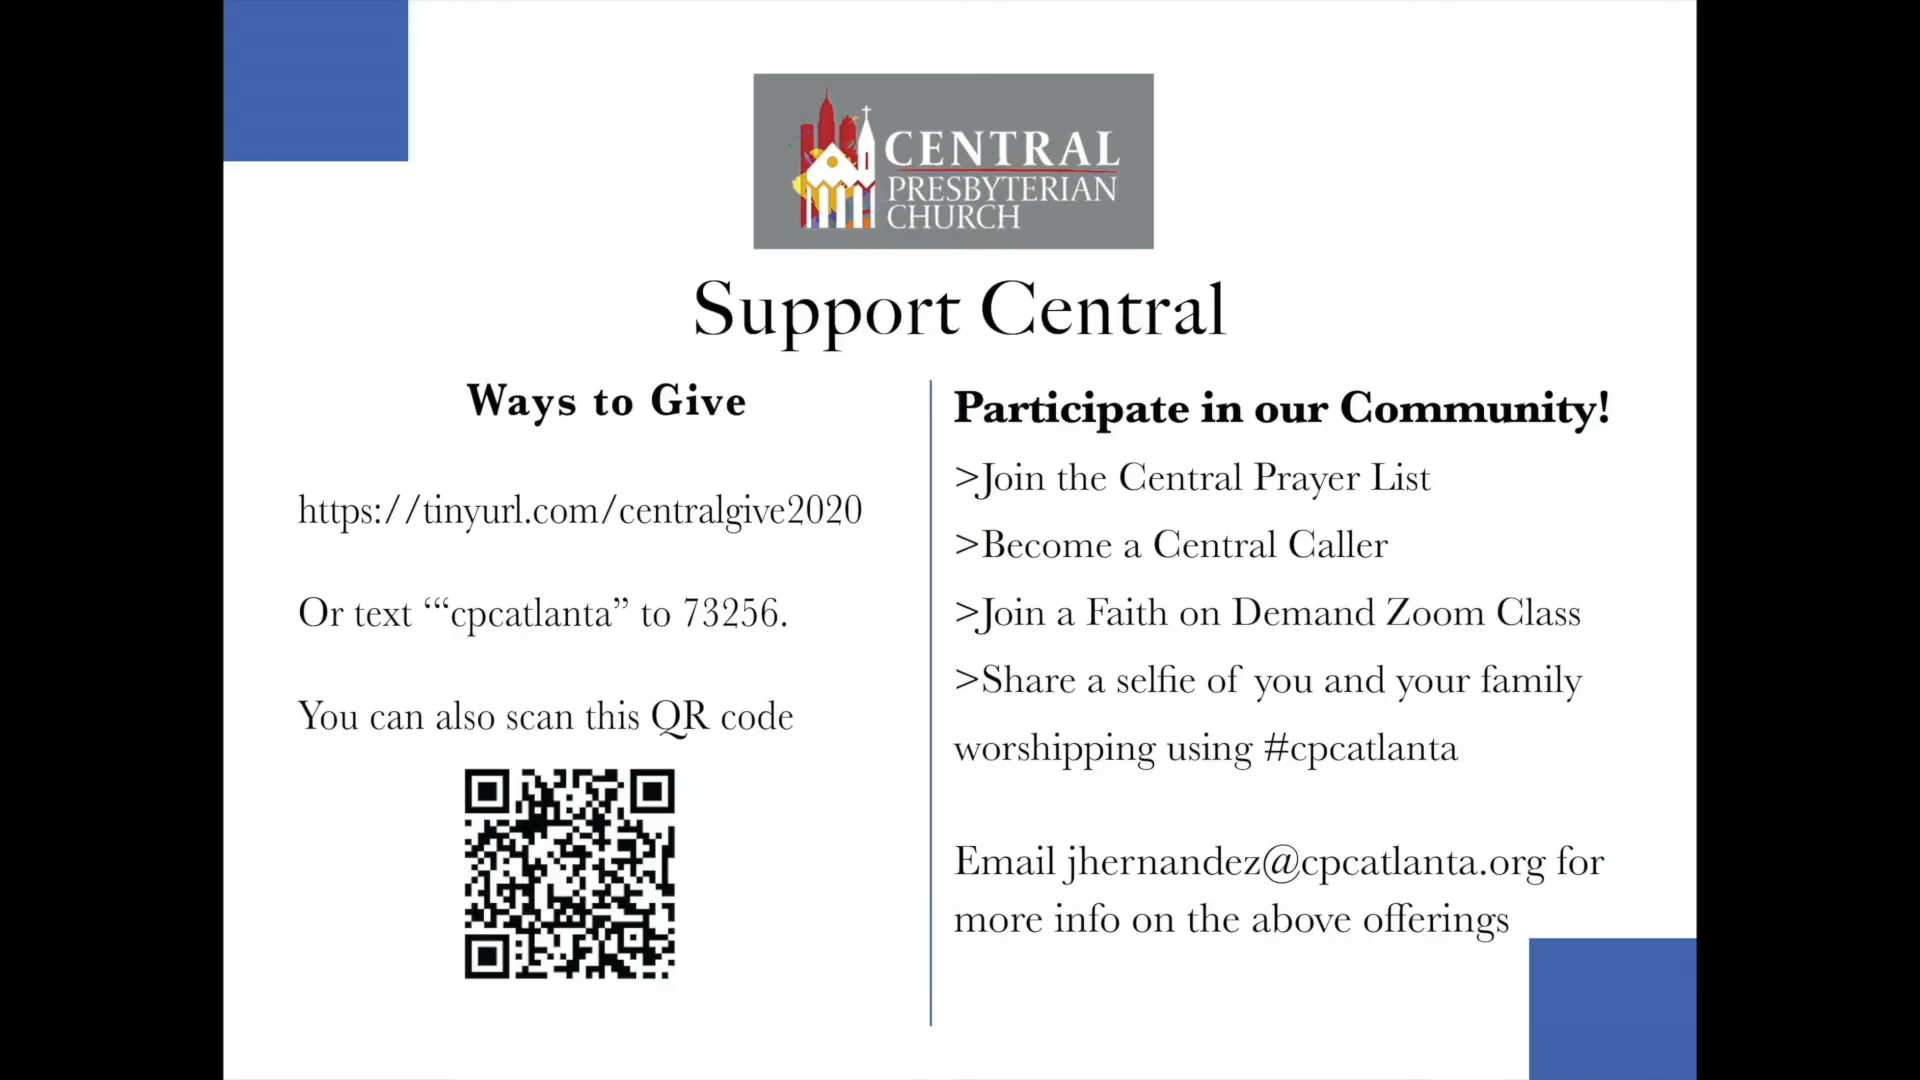 CENTRAL
PRESBYTERIAN
CHURCH
Support Central
Ways to Give
https://tinyurl.com/centralgive2020
Or text “‘“cpcatlanta” to 73256.
You can also scan this QR code
Participate in our Community!
>Join the Central Prayer List
>Become a Central Caller
>Join a Faith on Demand Zoom Class
>Share a selfie of you and your family
worshipping using #cpcatlanta
Email jhernandez@cpcatlanta.org for
more info on the above offerings